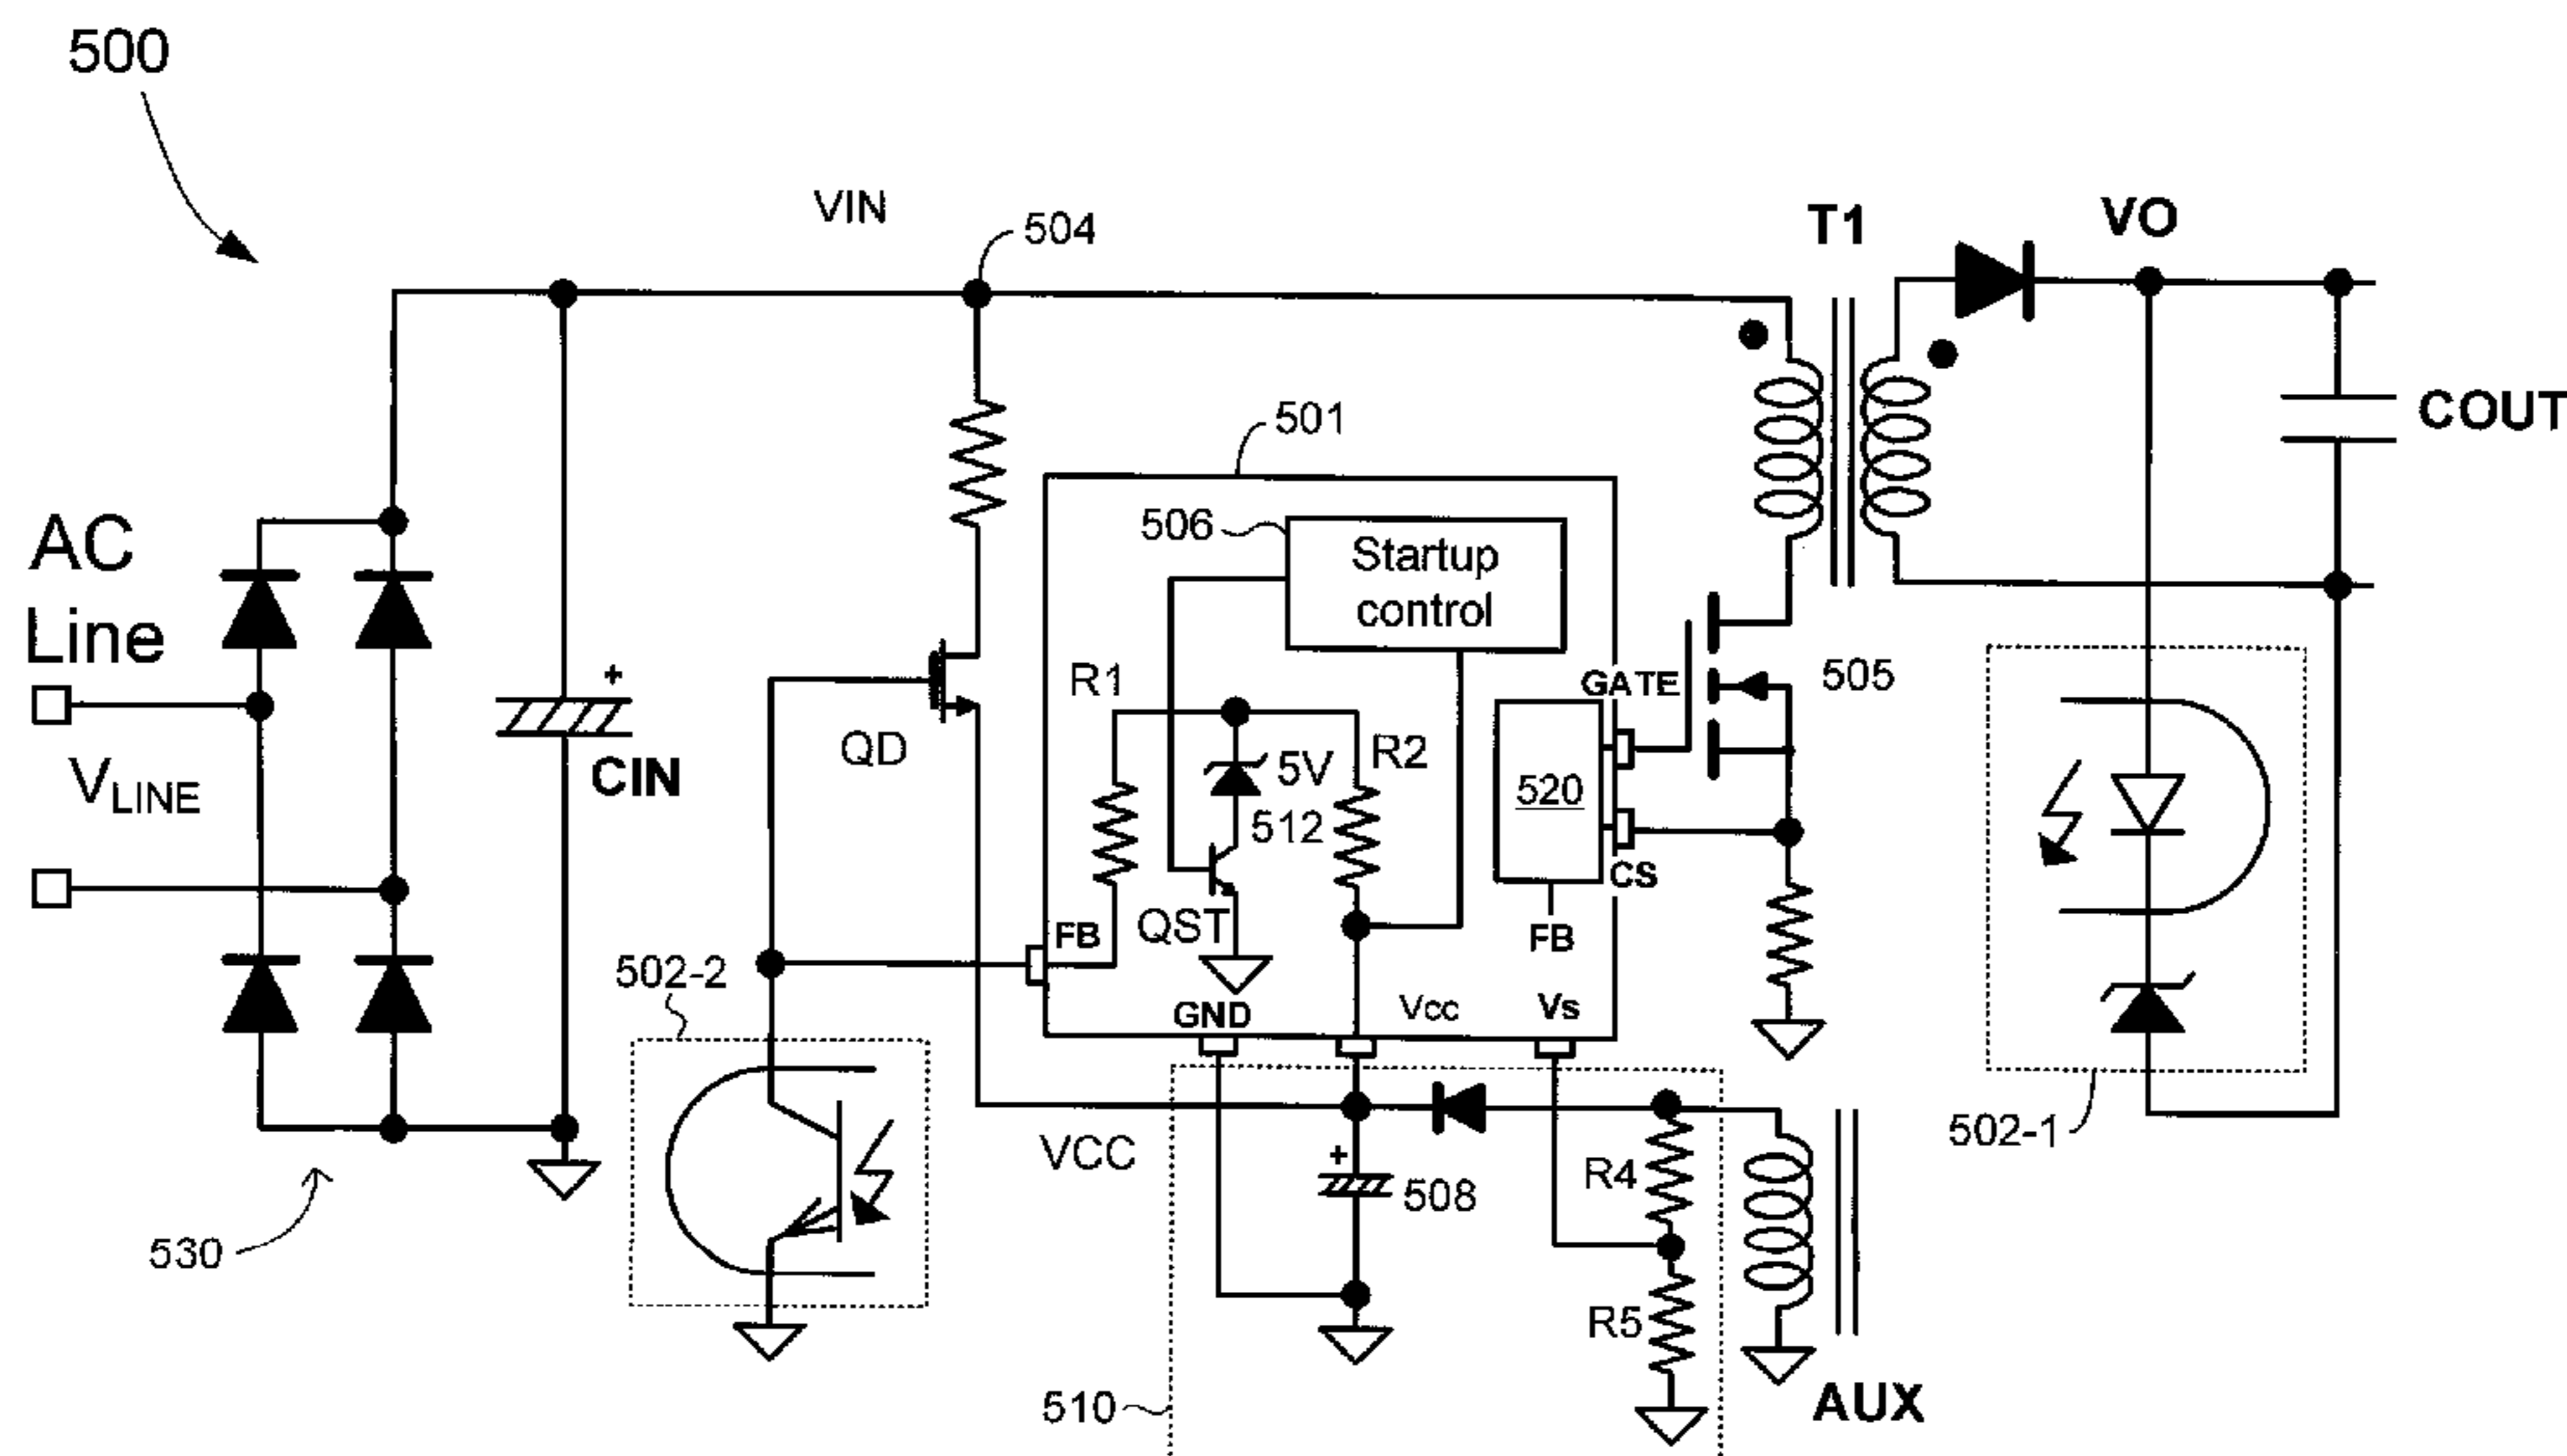 500
VIN
504
T1
VO
COUT
501
506
Startup
control
AC
Line
R1
GATE
505
QD
5V
R2
520
CIN
VLINE
512
CS
FB
QST
FB
502-2
GND
Vcc
Vs
VCC
R4
508
502-1
530
R5
510
AUX
+
+